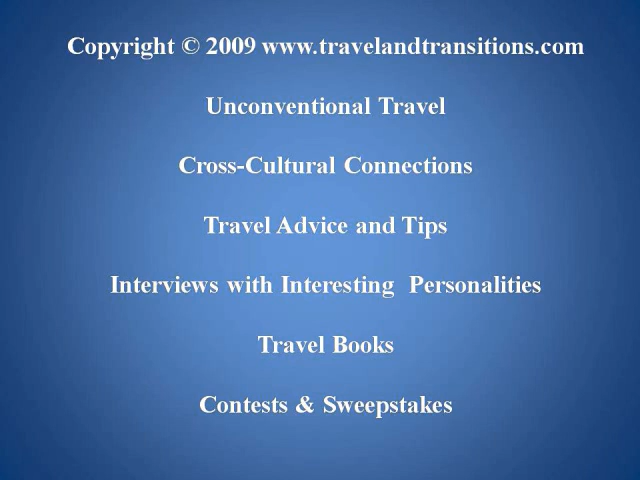 Copyright © 2009 www.travelandtransitions.com
Unconventional Travel
Cross-Cultural Connections
Travel Advice and Tips
Interviews with Interesting  Personalities
Travel Books
Contests & Sweepstakes